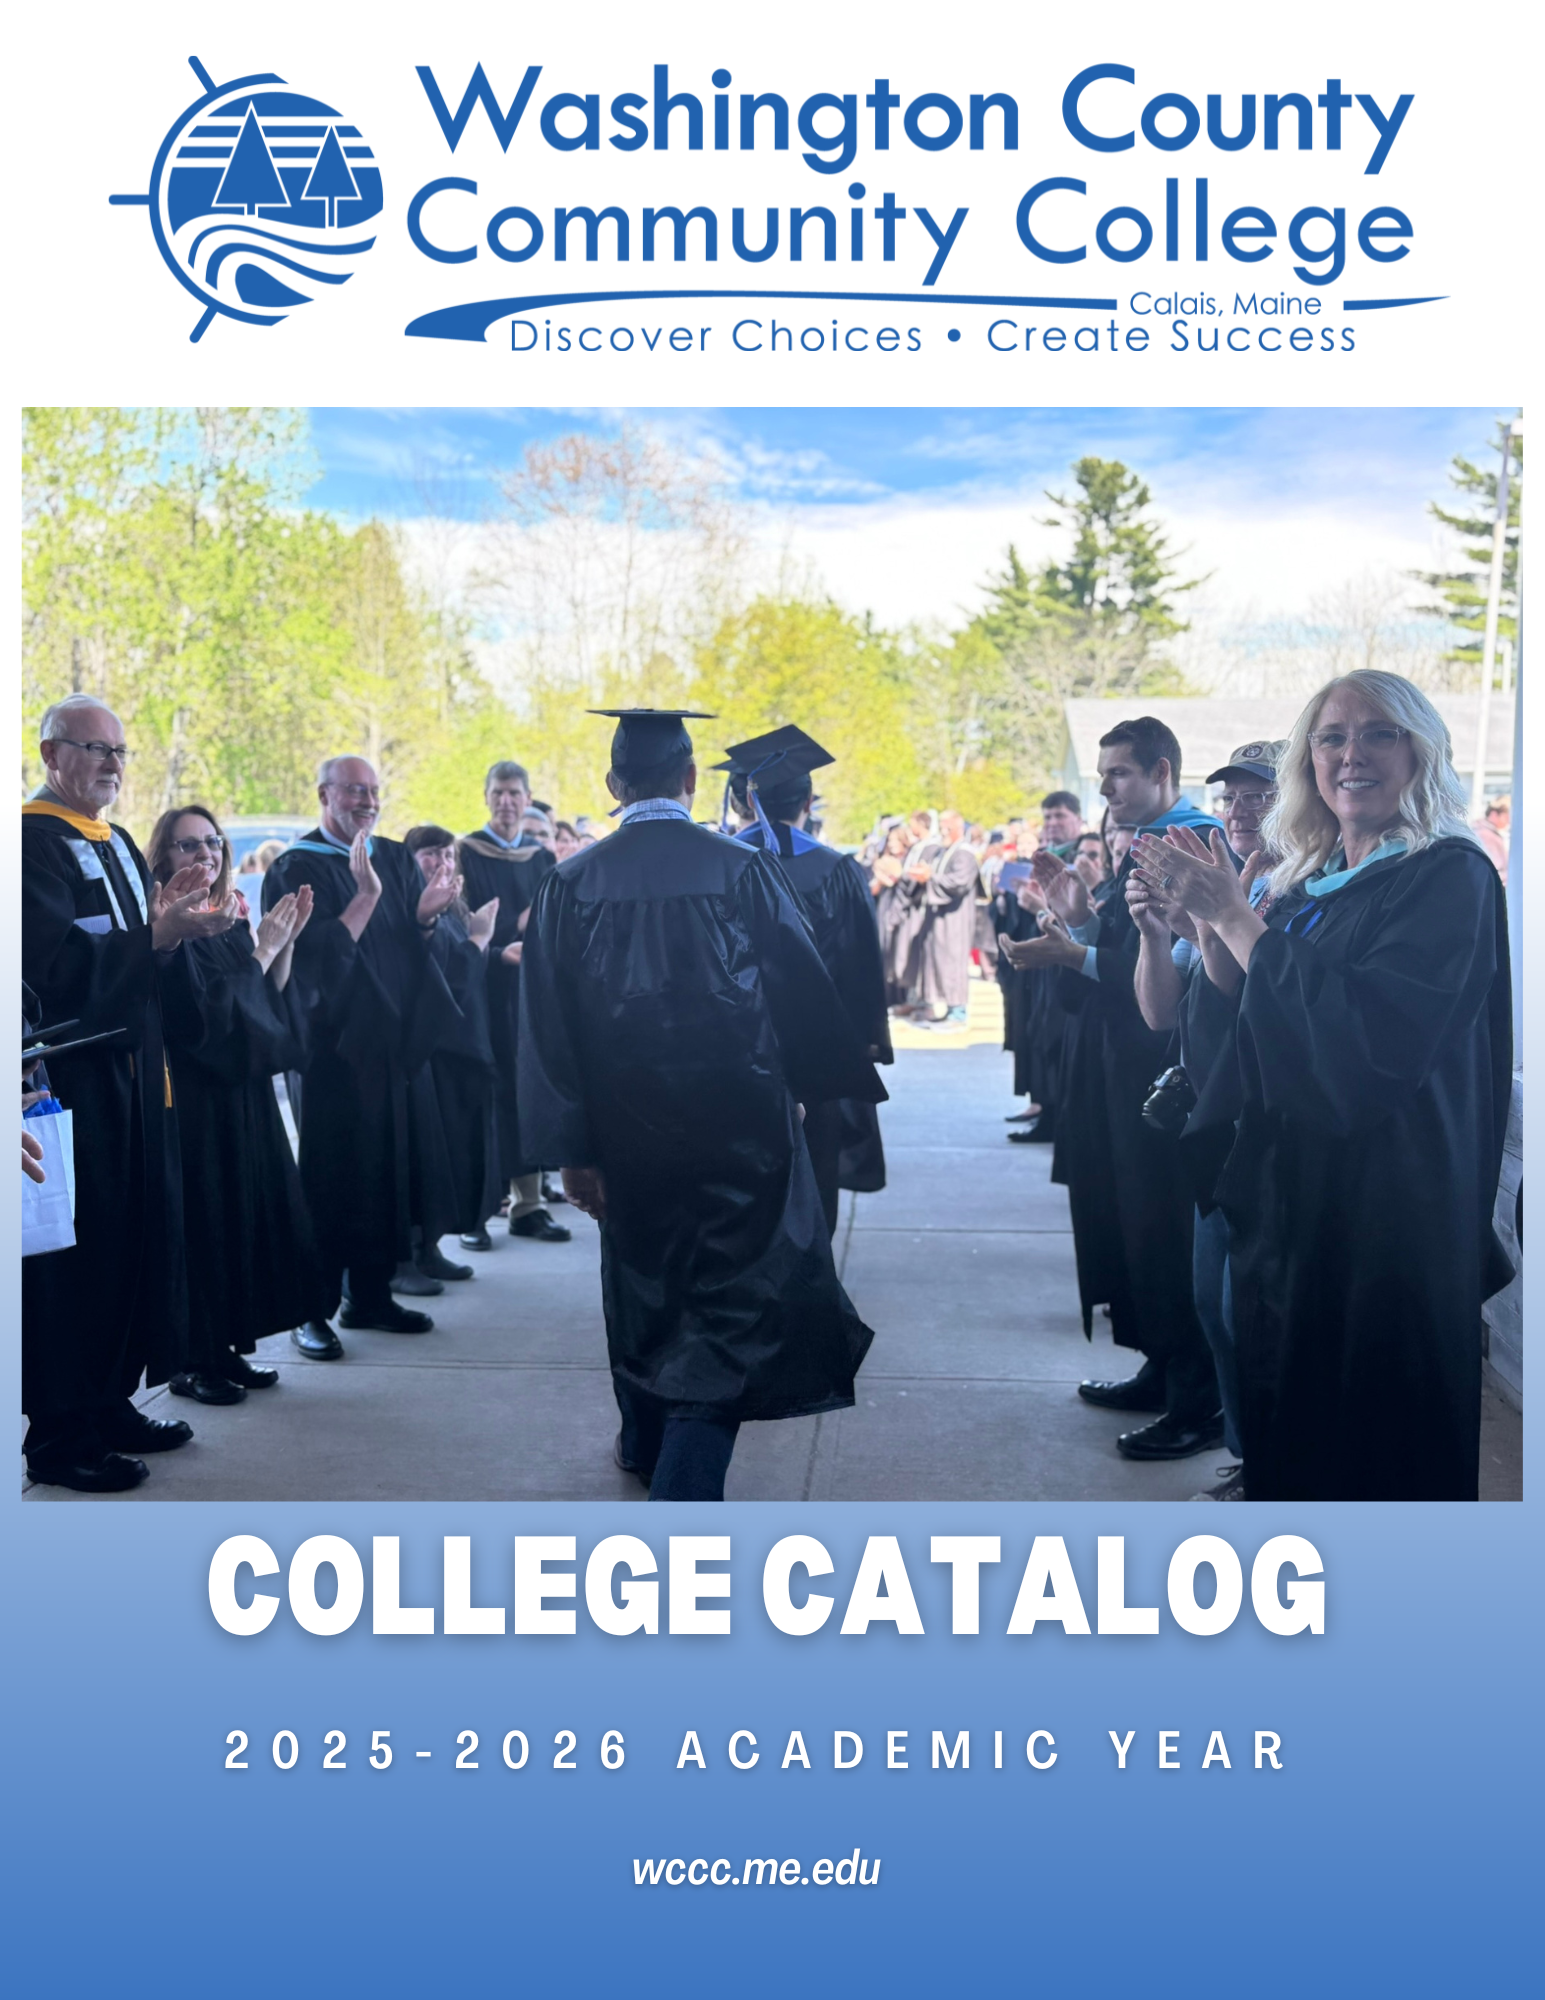 Washington County
Community College
Calais, Maine
Discover Choices • Create Success
COLLEGE CATALOG
2025-2026 ACADEMIC YEAR
wccc.me.edu